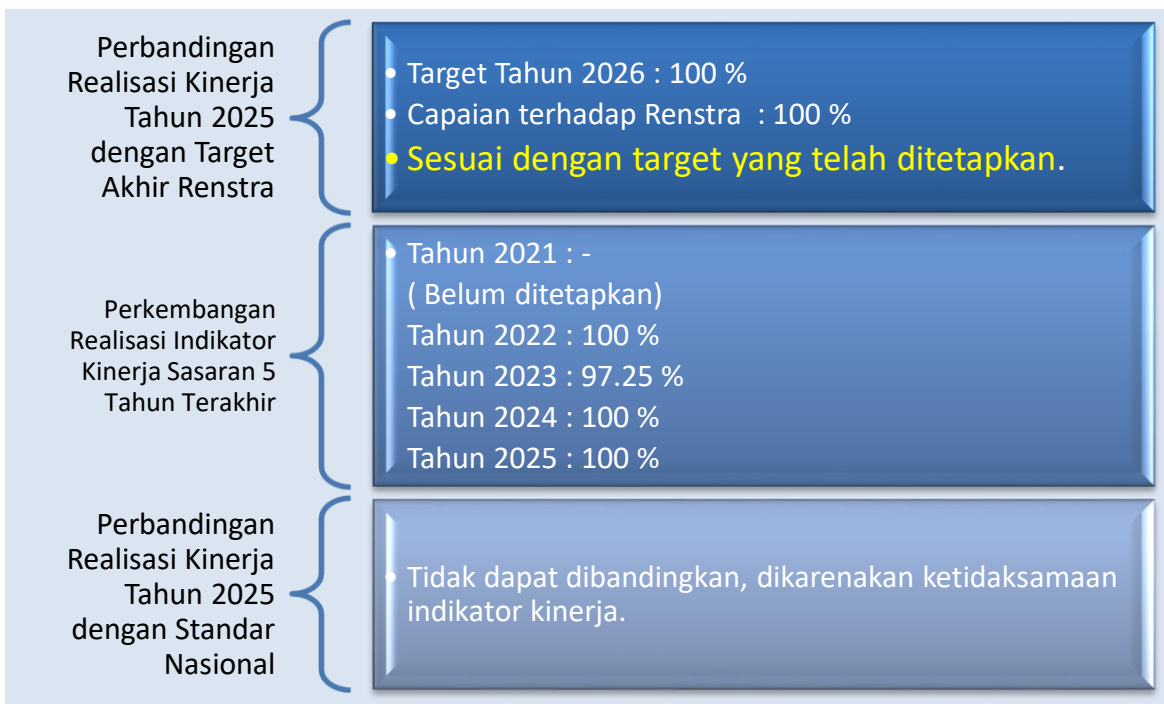 Perbandingan
Realisasi Kinerja
Tahun 2025
dengan Target
Akhir Renstra
• Target Tahun 2026 : 100 %
• Capaian terhadap Renstra : 100 %
• Sesuai dengan target yang telah ditetapkan.
Perkembangan
Realisasi Indikator
Kinerja Sasaran 5
Tahun Terakhir
• Tahun 2021 : -
( Belum ditetapkan)
Tahun 2022 : 100 %
Tahun 2023 : 97.25 %
Tahun 2024 : 100 %
Tahun 2025 : 100 %
Perbandingan
Realisasi Kinerja
Tahun 2025
dengan Standar
Nasional
• Tidak dapat dibandingkan, dikarenakan ketidaksamaan
indikator kinerja.